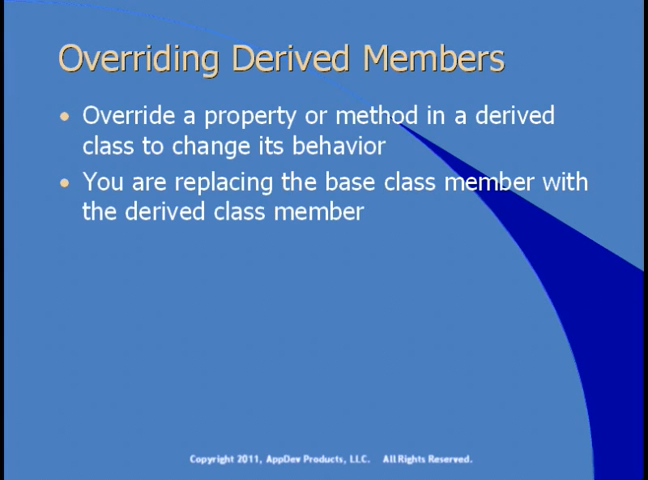 Overriding Derived Members
• Override a property or method in a derived
class to change its behavior
• You are replacing the base class member with
the derived class member
Copyright 2011, AppDev Products, LLC. All Rights Reserved.